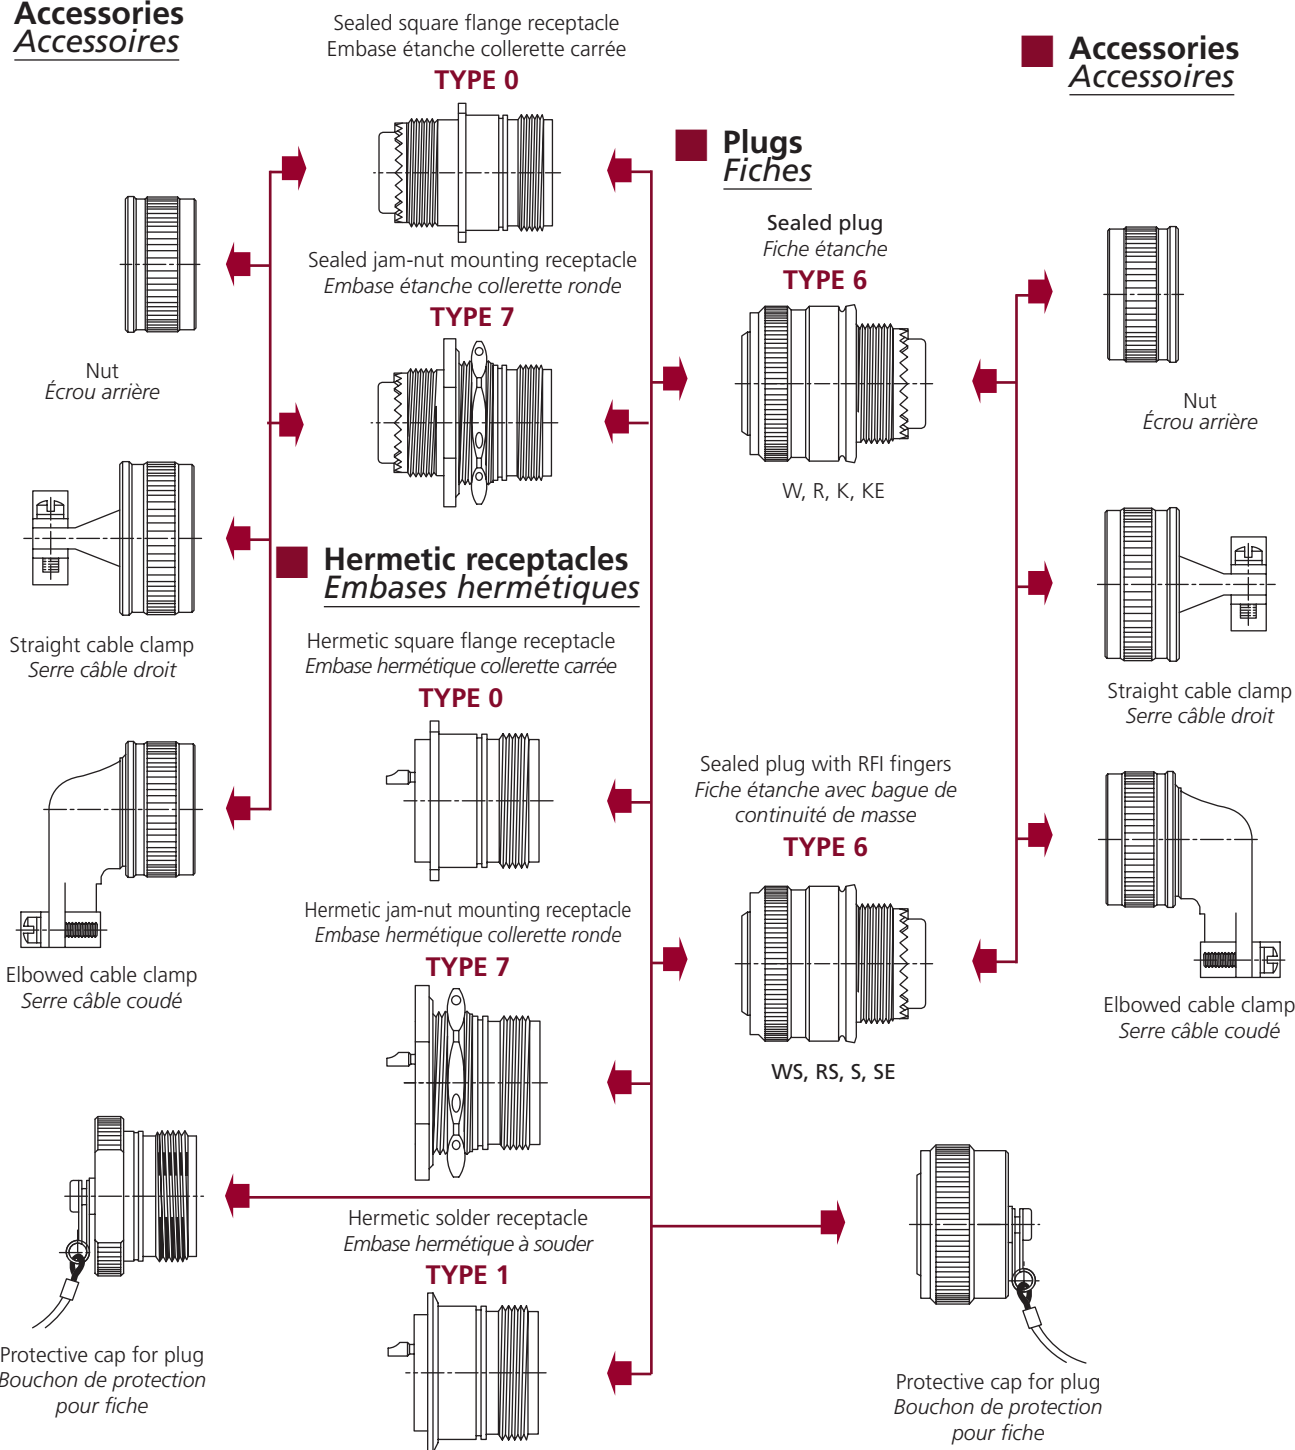 Accessories
Accessoires
Sealed square flange receptacle
Embase étanche collerette carrée
TYPE 0
Accessories
Accessoires
Plugs
Fiches
Sealed plug
Fiche étanche
TYPE 6
Sealed jam-nut mounting receptacle
Embase étanche collerette ronde
TYPE 7
Nut
Écrou arrière
Nut
Écrou arrière
W, R, K, KE
Hermetic receptacles
Embases hermétiques
Straight cable clamp
Serre câble droit
Hermetic square flange receptacle
Embase hermétique collerette carrée
TYPE 0
Straight cable clamp
Serre câble droit
Sealed plug with RFI fingers
Fiche étanche avec bague de
continuité de masse
TYPE 6
Hermetic jam-nut mounting receptacle
Embase hermétique collerette ronde
TYPE 7
Elbowed cable clamp
Serre câble coudé
Elbowed cable clamp
Serre câble coudé
WS, RS, S, SE
Hermetic solder receptacle
Embase hermétique à souder
TYPE 1
Protective cap for plug
Bouchon de protection
pour fiche
Protective cap for plug
Bouchon de protection
pour fiche